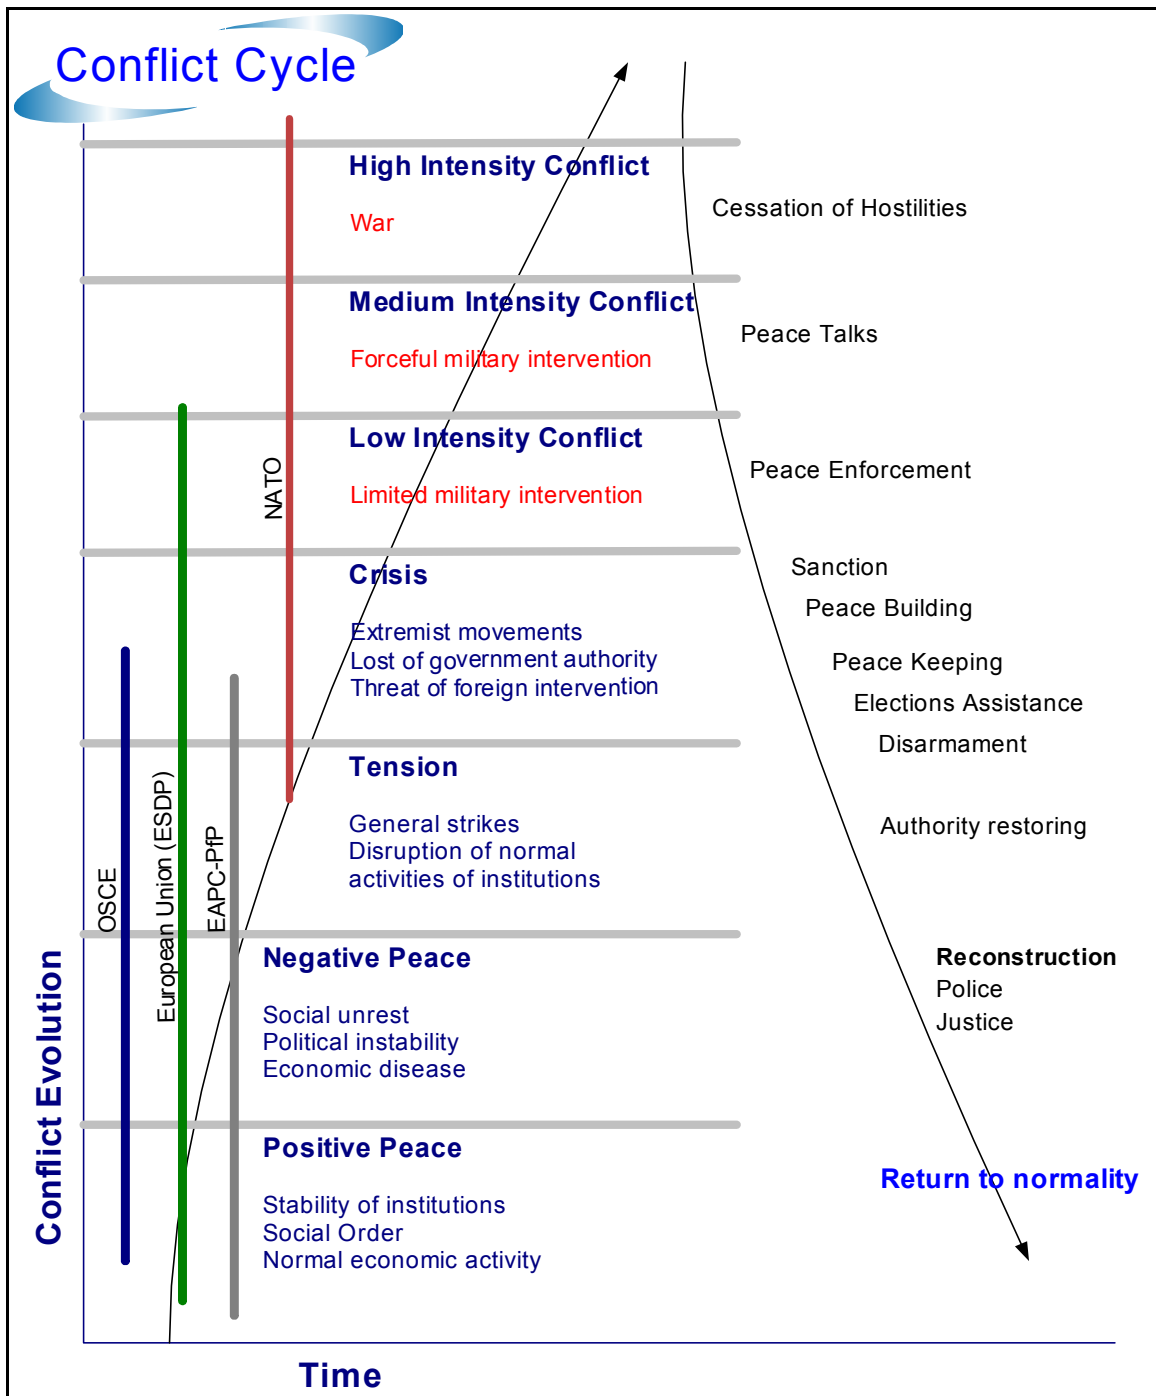 Conflict Cycle
High Intensity Conflict
War
Cessation of Hostilities
Medium Intensity Conflict
Forceful military intervention
Peace Talks
Low Intensity Conflict
Limited military intervention
Peace Enforcement
NATO
Crisis
Extremist movements
Lost of government authority
Threat of foreign intervention
Sanction
Peace Building
Peace Keeping
Elections Assistance
Disarmament
Tension
General strikes
Disruption of normal
activities of institutions
Authority restoring
OSCE
European Union (ESDP)
EAPC-PfP
Negative Peace
Social unrest
Political instability
Economic disease
Reconstruction
Police
Justice
Positive Peace
Stability of institutions
Social Order
Normal economic activity
Return to normality
Conflict Evolution
Time